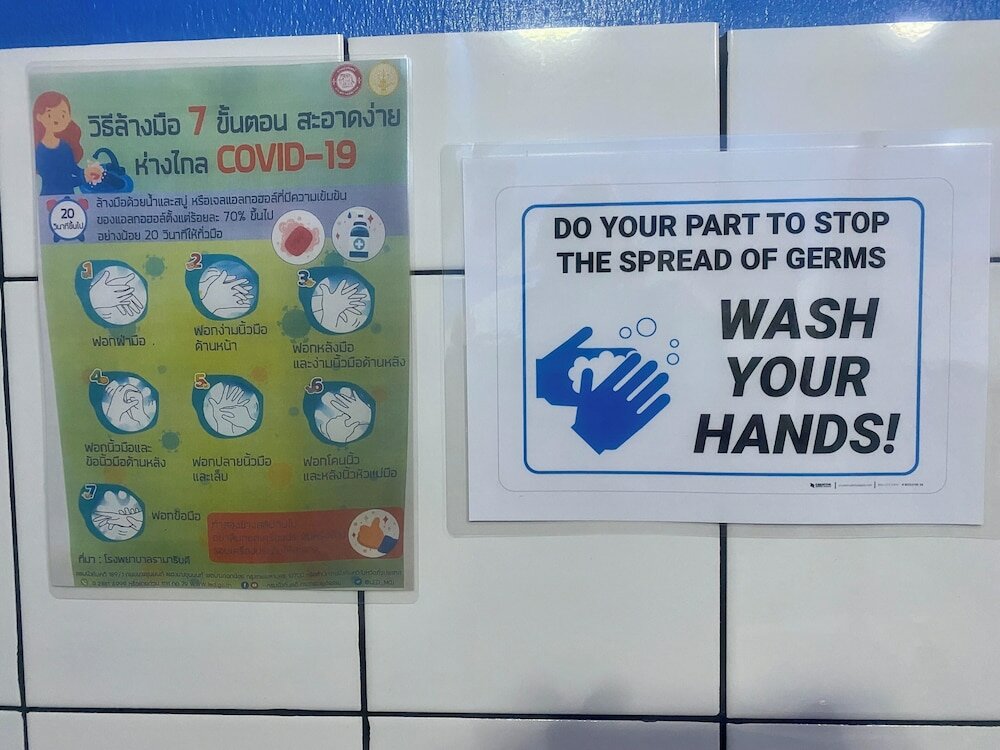 วิธีล้างมือ 7 ขั้นตอน สะอาดง่าย
ห่างไกล COVID-19
20
วินาทีขึ้นไป
ล้างมือด้วยน้ำและสบู่ หรือเจลแอลกอฮอล์ที่มีความเข้มข้น
ของแอลกอฮอล์ตั้งแต่ร้อยละ 70% ขึ้นไป
อย่างน้อย 20 วินาทีให้ทั่วมือ
1
ฟอกฝ่ามือ
2
ฟอกง่ามนิ้วมือ
ด้านหน้า
3
ฟอกหลังมือ
และง่ามนิ้วมือด้านหลัง
4
ฟอกนิ้วมือและ
ข้อนิ้วมือด้านหลัง
5
ฟอกปลายนิ้วมือ
และเล็บ
6
ฟอกโคนนิ้ว
และหลังนิ้วหัวแม่มือ
7
ฟอกข้อมือ
ที่มา : โรงพยาบาลรามาธิบดี
DO YOUR PART TO STOP
THE SPREAD OF GERMS
WASH
YOUR
HANDS!